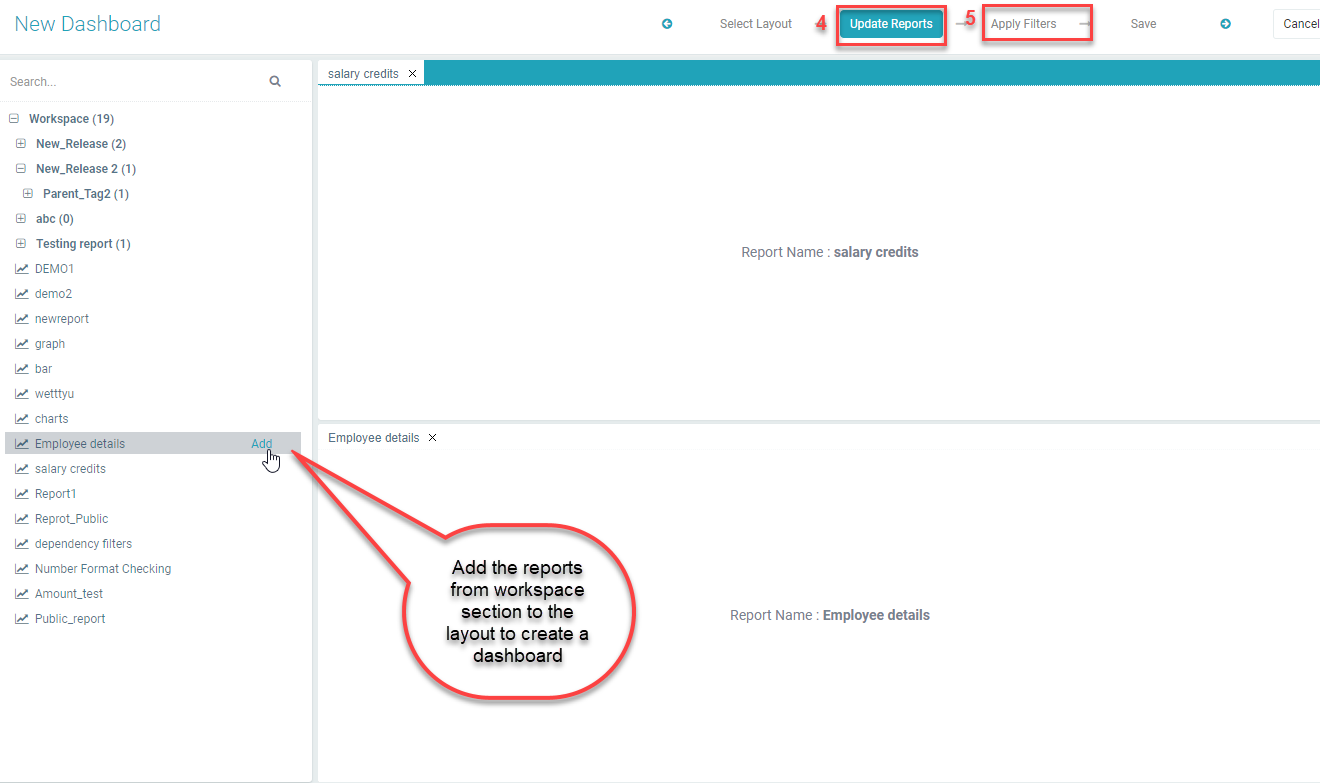 New Dashboard
Select Layout
4
Update Reports
5
Apply Filters
Save
Cancel
Search...
salary credits
Workspace (19)
New_Release (2)
New_Release 2 (1)
Parent_Tag2 (1)
abc (0)
Testing report (1)
DEMO1
demo2
newreport
graph
bar
wetttyu
charts
Employee details
Add
salary credits
Report1
Reprot_Public
dependency filters
Number Format Checking
Amount_test
Public_report
Report Name : salary credits
Employee details
Add the reports
from workspace
section to the
layout to create a
dashboard
Report Name : Employee details